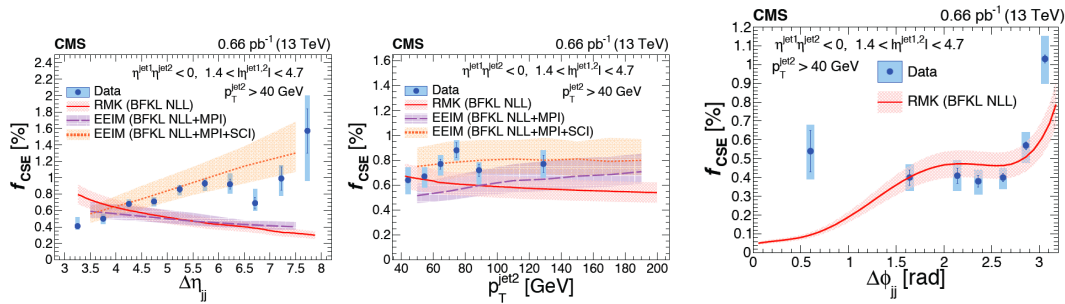 CMS
0.66 pb⁻¹ (13 TeV)
η^jet1 η^jet2 < 0, 1.4 < hη^jet1,2 l < 4.7
p_T^jet2 > 40 GeV
Data
RMK (BFKL NLL)
EEIM (BFKL NLL+MPI)
EEIM (BFKL NLL+MPI+SCI)
f_CSE [%]
2.4
2.2
2
1.8
1.6
1.4
1.2
1
0.8
0.6
0.4
0.2
0
3 3.5 4 4.5 5 5.5 6 6.5 7 7.5 8
Δη_jj
CMS
0.66 pb⁻¹ (13 TeV)
η^jet1 η^jet2 < 0, 1.4 < hη^jet1,2 l < 4.7
p_T^jet2 > 40 GeV
Data
RMK (BFKL NLL)
EEIM (BFKL NLL+MPI)
EEIM (BFKL NLL+MPI+SCI)
f_CSE [%]
1.8
1.6
1.4
1.2
1
0.8
0.6
0.4
0.2
0
40 60 80 100 120 140 160 180 200
p_T^jet2 [GeV]
CMS
0.66 pb⁻¹ (13 TeV)
η^jet1 η^jet2 < 0, 1.4 < hη^jet1,2 l < 4.7
p_T^jet2 > 40 GeV
Data
RMK (BFKL NLL)
f_CSE [%]
1.2
1.1
1
0.9
0.8
0.7
0.6
0.5
0.4
0.3
0.2
0.1
0
0 0.5 1 1.5 2 2.5 3
Δϕ_jj [rad]